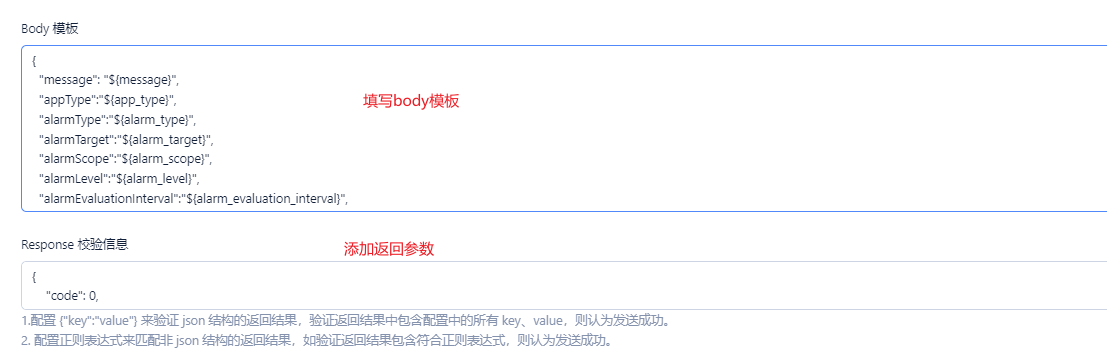 Body 模板
{
"message": "${message}",
"appType":"${app_type}",
填写body模板
"alarmType":"${alarm_type}",
"alarmTarget":"${alarm_target}",
"alarmScope":"${alarm_scope}",
"alarmLevel":"${alarm_level}",
"alarmEvaluationInterval":"${alarm_evaluation_interval}",
Response 校验信息
添加返回参数
{
"code": 0,
1.配置 {"key":"value"} 来验证 json 结构的返回结果，验证返回结果中包含配置中的所有 key、value，则认为发送成功。
2. 配置正则表达式来匹配非 json 结构的返回结果，如验证返回结果包含符合正则表达式，则认为发送成功。